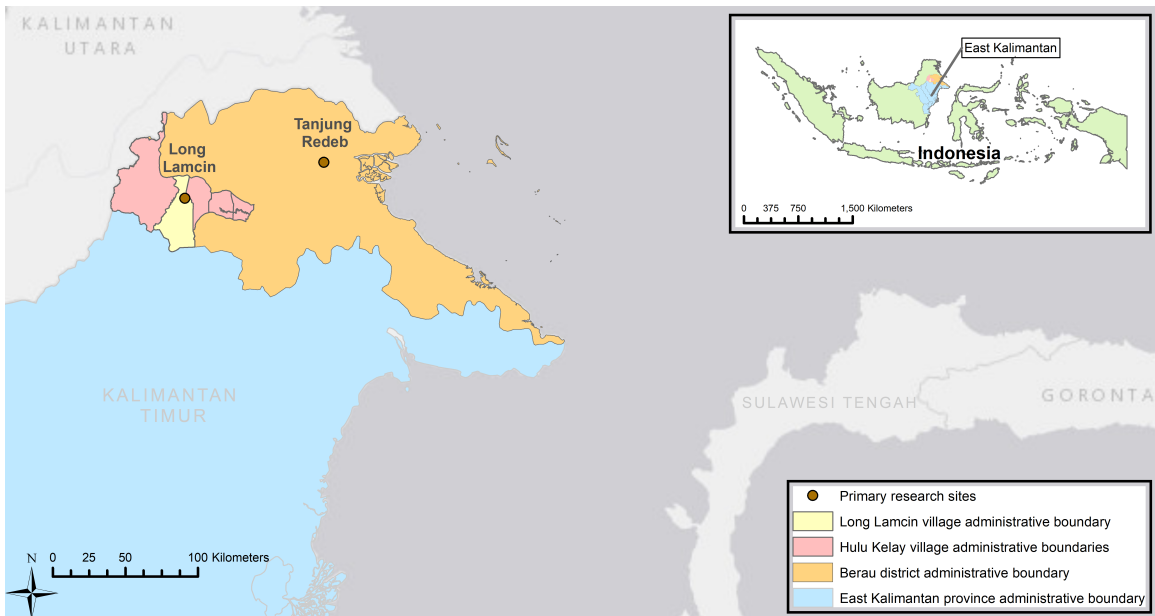 KALIMANTAN
UTARA
Tanjung
Redeb
Long
Lamcin
KALIMANTAN
TIMUR
SULAWESI TENGAH
GORONTA
East Kalimantan
Indonesia
0 375 750 1,500 Kilometers
N
0 25 50 100 Kilometers
Primary research sites
Long Lamcin village administrative boundary
Hulu Kelay village administrative boundaries
Berau district administrative boundary
East Kalimantan province administrative boundary